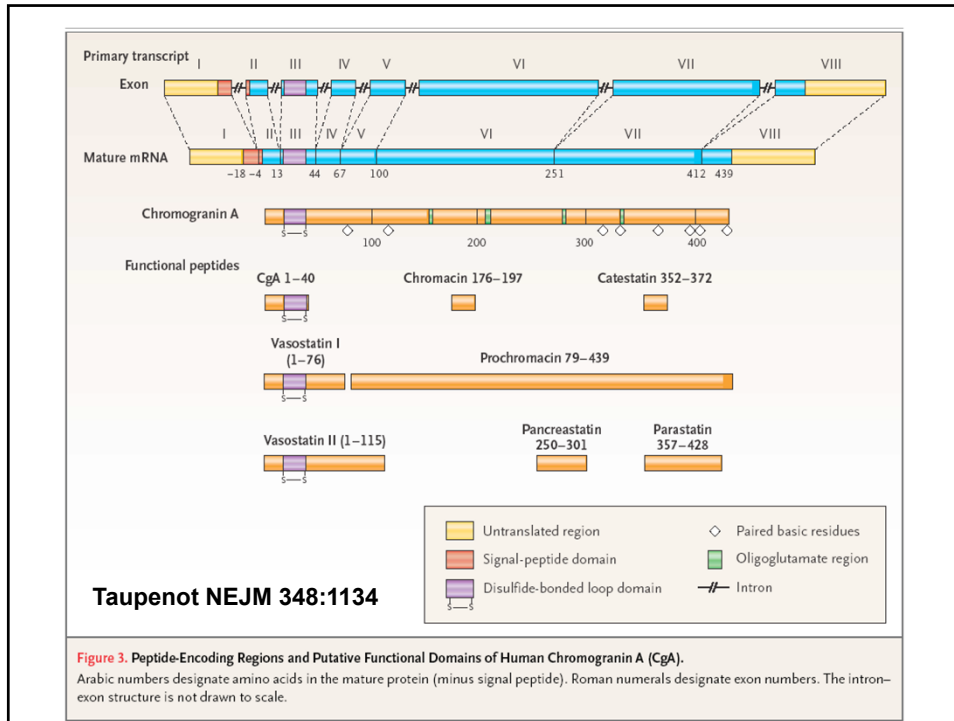 Primary transcript
I II III IV V VI VII VIII
Exon
I II III IV V VI VII VIII
Mature mRNA
–18 –4 13 44 67 100 251 412 439
Chromogranin A
S S
100 200 300 400
Functional peptides
CgA 1–40 Chromacin 176–197 Catestatin 352–372
S S
Vasostatin I
(1–76) Prochromacin 79–439
S S
Vasostatin II (1–115) Pancreastatin
250–301 Parastatin
357–428
S S
Untranslated region Paired basic residues
Signal-peptide domain Oligoglutamate region
Disulfide-bonded loop domain Intron
S S
Taupenot NEJM 348:1134
Figure 3. Peptide-Encoding Regions and Putative Functional Domains of Human Chromogranin A (CgA).
Arabic numbers designate amino acids in the mature protein (minus signal peptide). Roman numerals designate exon numbers. The intron–
exon structure is not drawn to scale.